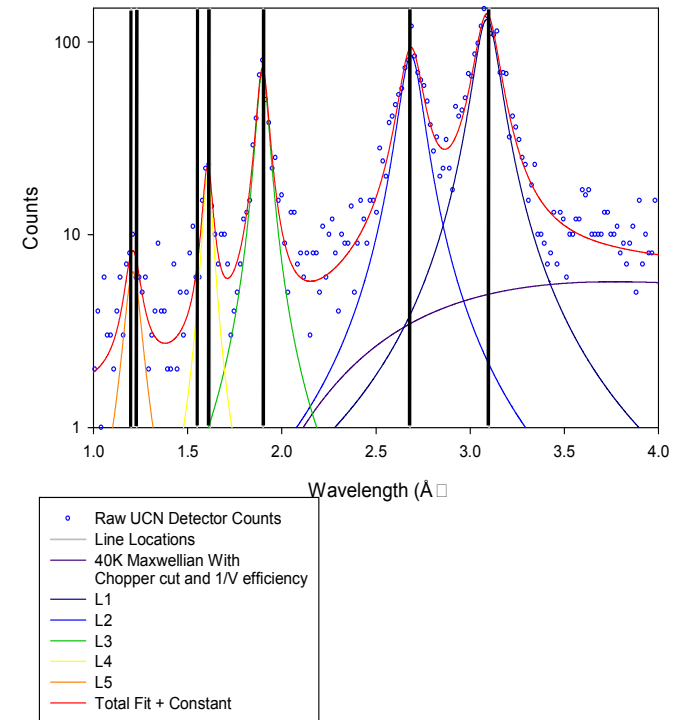 100
10
1
Counts
1.0 1.5 2.0 2.5 3.0 3.5 4.0
Wavelength (Å□
Raw UCN Detector Counts
Line Locations
40K Maxwellian With
Chopper cut and 1/V efficiency
L1
L2
L3
L4
L5
Total Fit + Constant